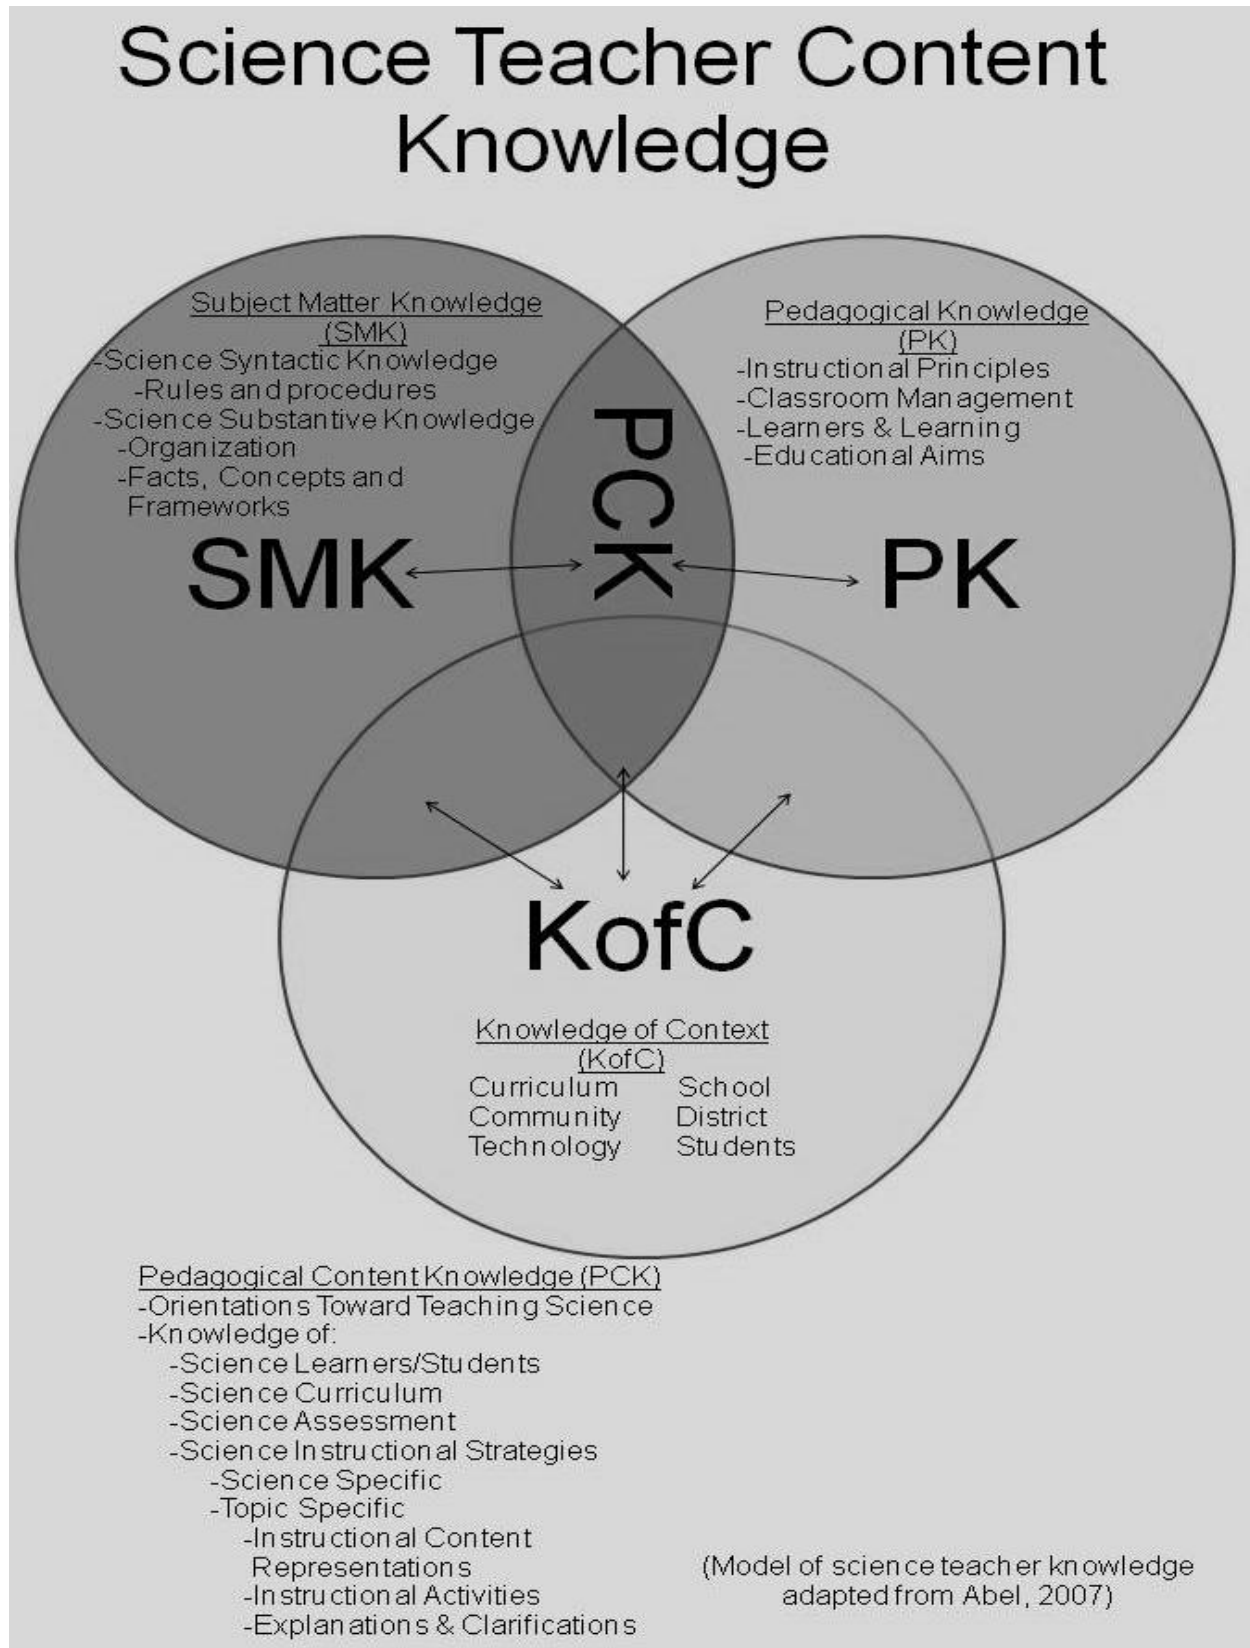 Science Teacher Content
Knowledge
Subject Matter Knowledge
(SMK)
-Science Syntactic Knowledge
-Rules and procedures
-Science Substantive Knowledge
-Organization
-Facts, Concepts and
Frameworks
SMK
PCK
Pedagogical Knowledge
(PK)
-Instructional Principles
-Classroom Management
-Learners & Learning
-Educational Aims
PK
KofC
Knowledge of Context
(KofC)
Curriculum School
Community District
Technology Students
Pedagogical Content Knowledge (PCK)
-Orientations Toward Teaching Science
-Knowledge of:
-Science Learners/Students
-Science Curriculum
-Science Assessment
-Science Instructional Strategies
-Science Specific
-Topic Specific
-Instructional Content
Representations
-Instructional Activities
-Explanations & Clarifications
(Model of science teacher knowledge
adapted from Abel, 2007)